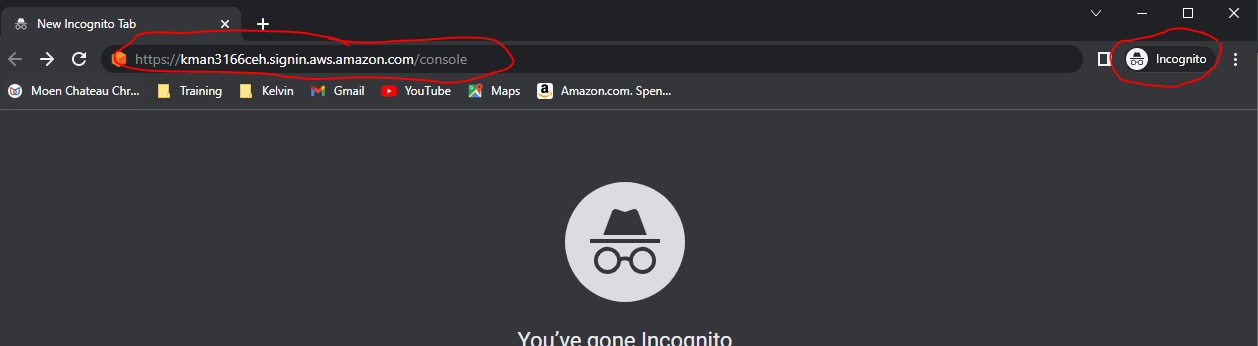 New Incognito Tab
https://kman3166ceh.signin.aws.amazon.com/console
Incognito
Moen Chateau Chr... Training Kelvin Gmail YouTube Maps Amazon.com. Spen...
You've gone Incognito